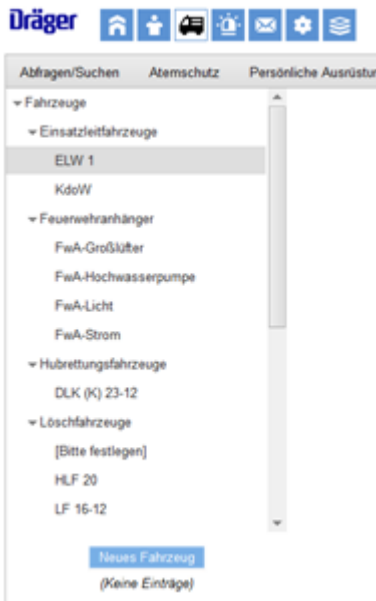 Dräger
Abfragen/Suchen Atemschutz Persönliche Ausrüstu
Fahrzeuge
Einsatzleitfahrzeuge
ELW 1
KdoW
Feuerwehranhänger
FwA-Großlüfter
FwA-Hochwasserpumpe
FwA-Licht
FwA-Strom
Hubrettungsfahrzeuge
DLK (K) 23-12
Löschfahrzeuge
[Bitte festlegen]
HLF 20
LF 16-12
Neues Fahrzeug
(Keine Einträge)